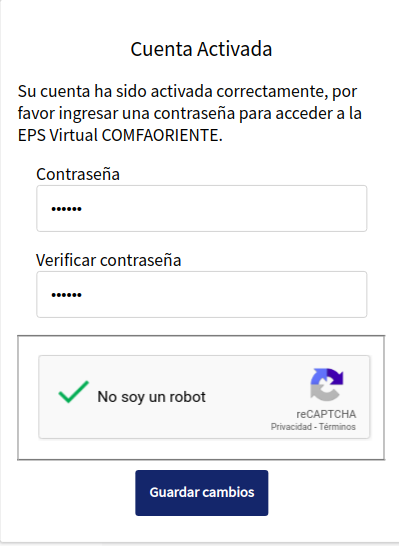 Cuenta Activada
Su cuenta ha sido activada correctamente, por
favor ingresar una contraseña para acceder a la
EPS Virtual COMFAORIENTE.
Contraseña
••••••
Verificar contraseña
••••••
No soy un robot
reCAPTCHA
Privacidad - Términos
Guardar cambios